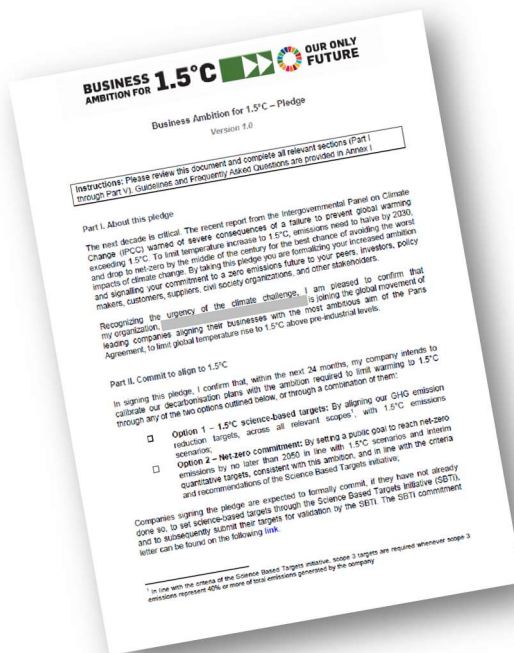 BUSINESS 1.5°C OUR ONLY
AMBITION FOR FUTURE
Business Ambition for 1.5°C – Pledge
Version 1.0
Instructions: Please review this document and complete all relevant sections (Part I
through Part V). Guidelines and Frequently Asked Questions are provided in Annex I
Part I. About this pledge
The next decade is critical. The recent report from the Intergovernmental Panel on Climate
Change (IPCC) warned of severe consequences of a failure to prevent global warming
exceeding 1.5°C. To limit temperature increase to 1.5°C, emissions need to halve by 2030,
and drop to net-zero by the middle of the century for the best chance of avoiding the worst
impacts of climate change. By taking this pledge you are formalizing your increased ambition
and signalling your commitment to a zero emissions future to your peers, investors, policy
makers, customers, suppliers, civil society organizations, and other stakeholders.
Recognizing the urgency of the climate challenge, I am pleased to confirm that
my organization, is joining the global movement of
leading companies aligning their businesses with the most ambitious aim of the Paris
Agreement, to limit global temperature rise to 1.5°C above pre-industrial levels.
Part II. Commit to align to 1.5°C
In signing this pledge, I confirm that, within the next 24 months, my company intends to
calibrate our decarbonisation plans with the ambition required to limit warming to 1.5°C
through any of the two options outlined below, or through a combination of them:
Option 1 – 1.5°C science-based targets: By aligning our GHG emission
reduction targets, across all relevant scopes¹, with 1.5°C emissions
scenarios;
Option 2 – Net-zero commitment: By setting a public goal to reach net-zero
emissions by no later than 2050 in line with 1.5°C scenarios and interim
quantitative targets, consistent with this ambition, and in line with the criteria
and recommendations of the Science Based Targets initiative;
Companies signing the pledge are expected to formally commit, if they have not already
done so, to set science-based targets through the Science Based Targets Initiative (SBTi),
and to subsequently submit their targets for validation by the SBTi. The SBTi commitment
letter can be found on the following link.
¹ In line with the criteria of the Science Based Targets initiative, scope 3 targets are required whenever scope 3
emissions represent 40% or more of total emissions generated by the company